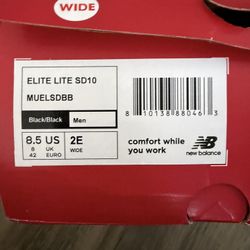 WIDE
ELITE LITE SD10
MUELSDBB
Black/Black Men
8 10138 88046 3
8.5 US 2E
8 UK WIDE
42 EURO
comfort while
you work
new balance